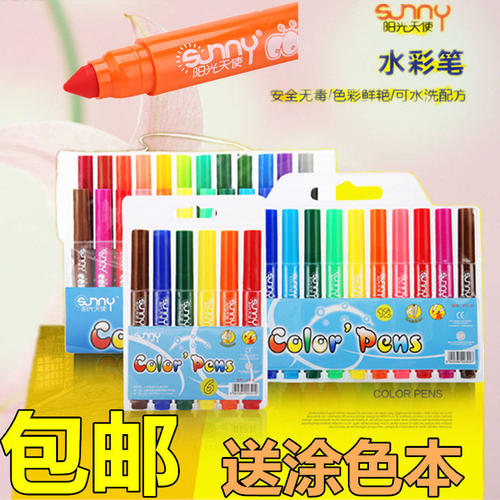 sunny
阳光天使
sunny
阳光天使
水彩笔
安全无毒/色彩鲜艳/可水洗配方
sunny
阳光天使
sunny
Color' Pens
6
Color' Pens
12
COLOR PENS
包邮
送涂色本